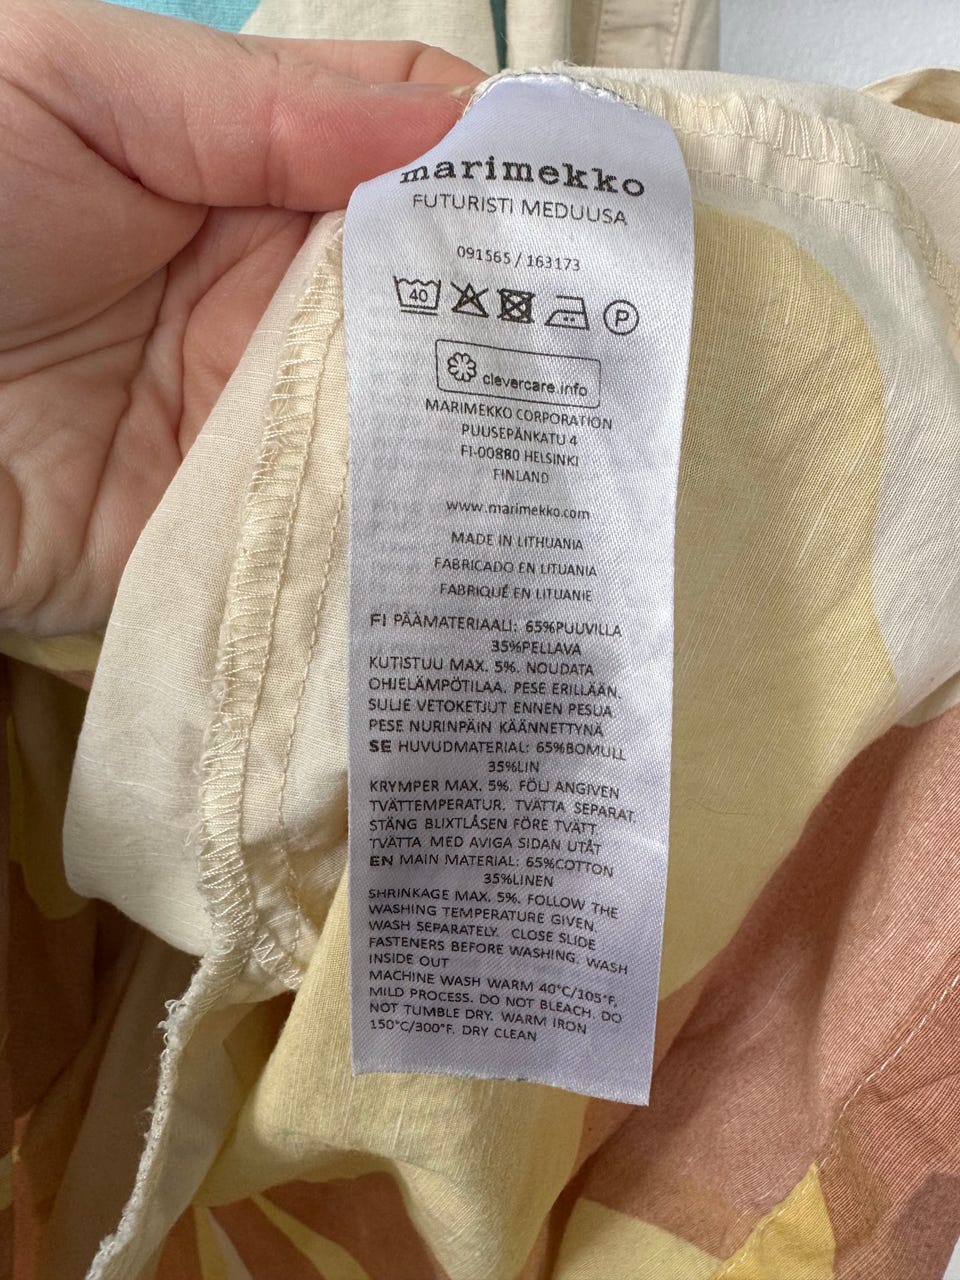 marimekko
FUTURISTI MEDUUSA
091565 / 163173
40 P
clevercare.info
MARIMEKKO CORPORATION
PUUSEPÄNKATU 4
FI-00880 HELSINKI
FINLAND
www.marimekko.com
MADE IN LITHUANIA
FABRICADO EN LITUANIA
FABRIQUÉ EN LITUANIE
FI PÄÄMATERIAALI: 65%PUUVILLA
35%PELLAVA
KUTISTUU MAX. 5%. NOUDATA
OHJELÄMPÖTILAA. PESE ERILLÄÄN.
SULJE VETOKETJUT ENNEN PESUA
PESE NURINPÄIN KÄÄNNETTYNÄ
SE HUVUDMATERIAL: 65%BOMULL
35%LIN
KRYMPER MAX. 5%. FÖLJ ANGIVEN
TVÄTTEMPERATUR. TVÄTTA SEPARAT.
STÄNG BLIXTLÅSEN FÖRE TVÄTT.
TVÄTTA MED AVIGA SIDAN UTÅT
EN MAIN MATERIAL: 65%COTTON
35%LINEN
SHRINKAGE MAX. 5%. FOLLOW THE
WASHING TEMPERATURE GIVEN.
WASH SEPARATELY. CLOSE SLIDE
FASTENERS BEFORE WASHING. WASH
INSIDE OUT
MACHINE WASH WARM 40°C/105°F,
MILD PROCESS. DO NOT BLEACH. DO
NOT TUMBLE DRY. WARM IRON
150°C/300°F. DRY CLEAN